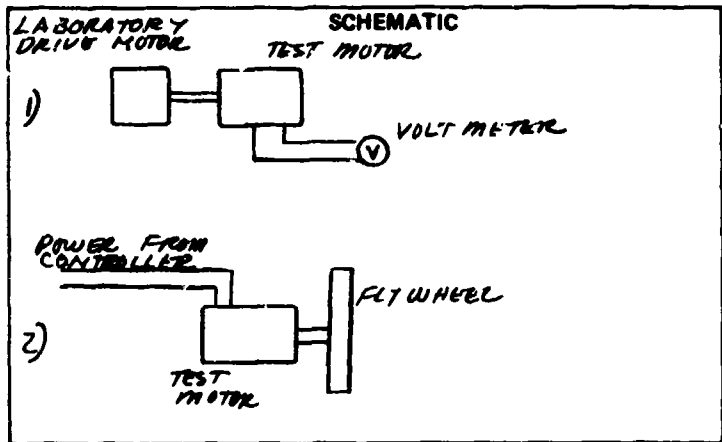 SCHEMATIC
LABORATORY
DRIVE MOTOR
TEST MOTOR
1)
VOLT METER
V
POWER FROM
CONTROLLER
FLYWHEEL
2)
TEST
MOTOR